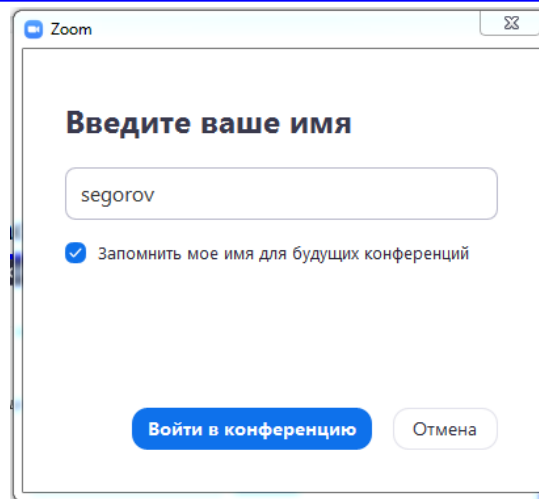 Zoom
Введите ваше имя
segorov
Запомнить мое имя для будущих конференций
Войти в конференцию Отмена